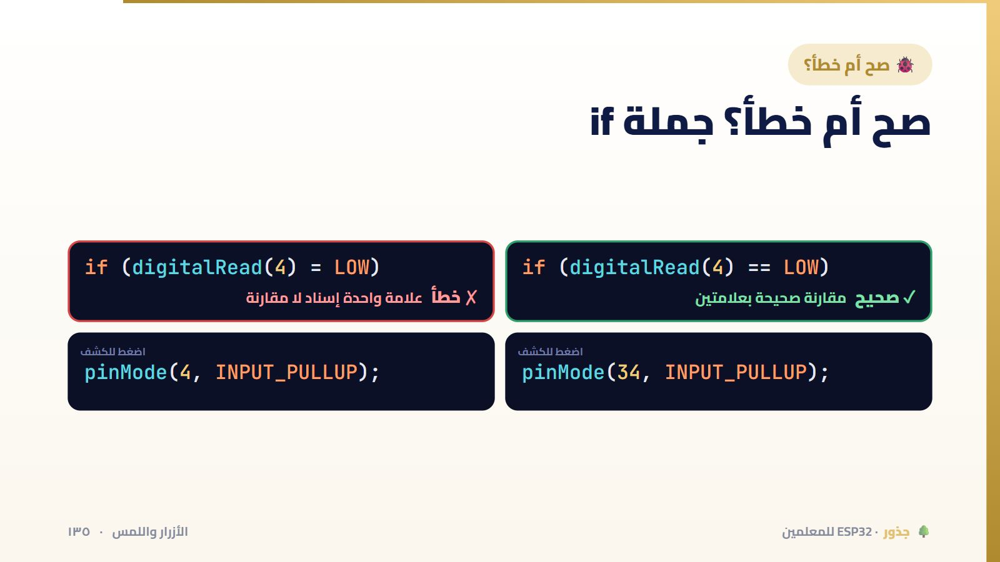 🐞 صح أم خطأ؟
صح أم خطأ؟ جملة if
if (digitalRead(4) == LOW)
✓ صحيح مقارنة صحيحة بعلامتين
if (digitalRead(4) = LOW)
✗ خطأ علامة واحدة إسناد لا مقارنة
اضغط للكشف
pinMode(34, INPUT_PULLUP);
اضغط للكشف
pinMode(4, INPUT_PULLUP);
🌳 جذور · ESP32 للمعلمين
الأزرار واللمس · ١٣٥